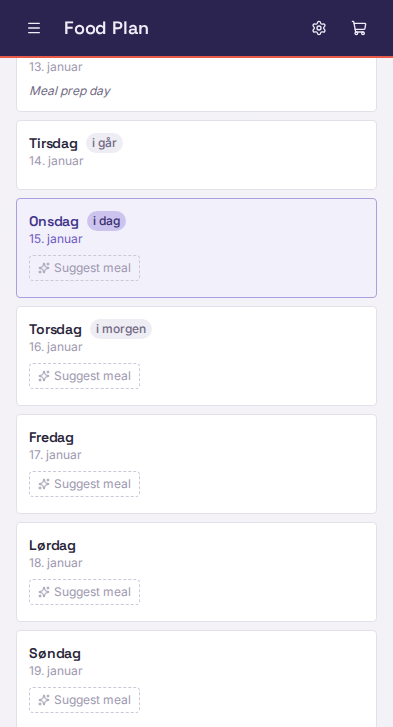 Food Plan
13. januar
Meal prep day
Tirsdag i går
14. januar
Onsdag i dag
15. januar
Suggest meal
Torsdag i morgen
16. januar
Suggest meal
Fredag
17. januar
Suggest meal
Lørdag
18. januar
Suggest meal
Søndag
19. januar
Suggest meal